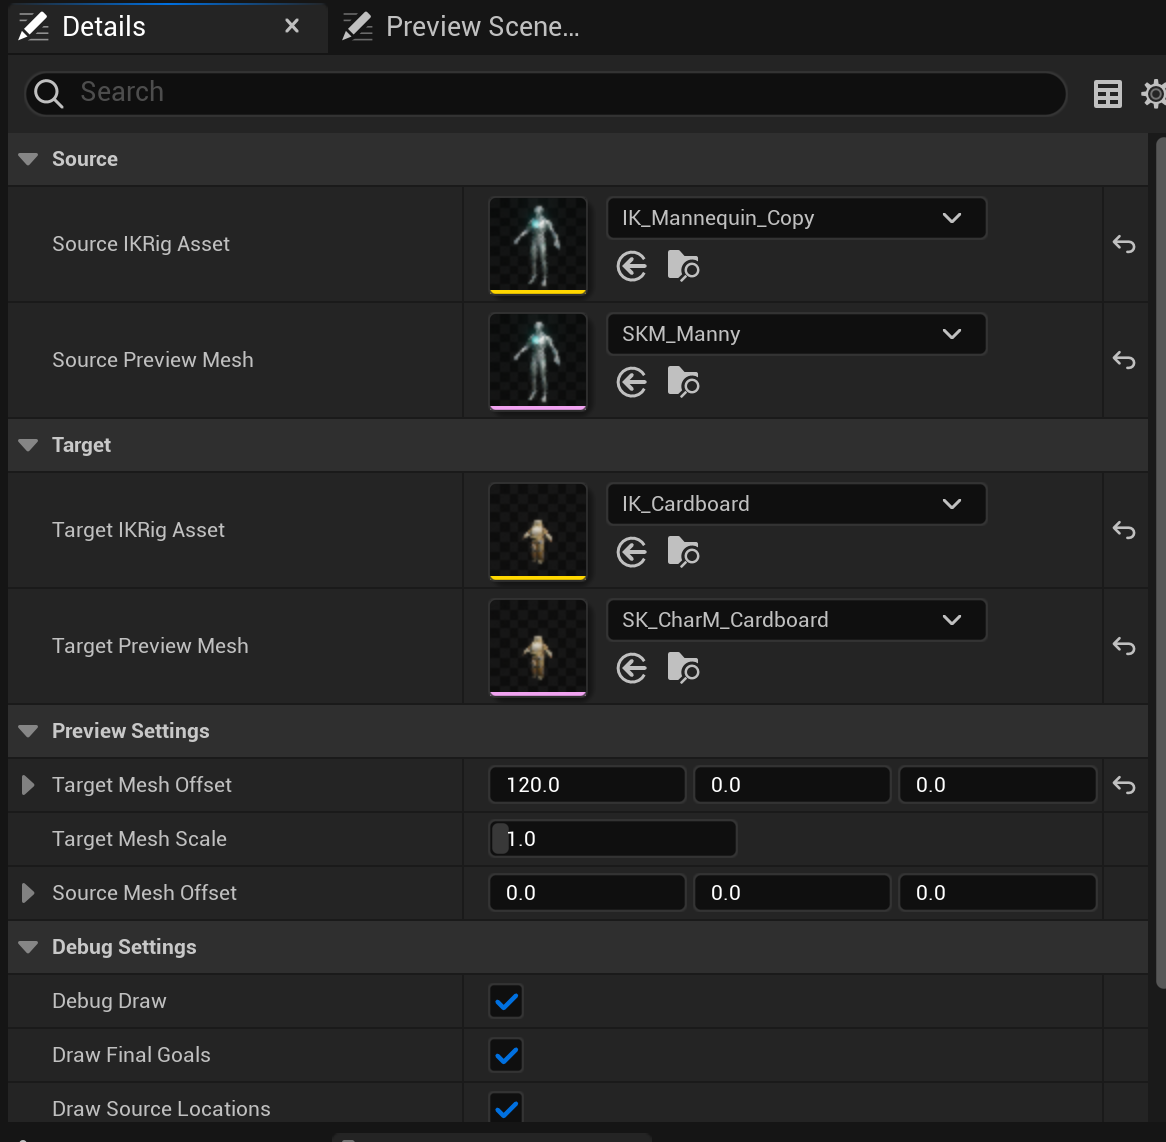 Details
Preview Scene...
Search
Source
Source IKRig Asset
IK_Mannequin_Copy
Source Preview Mesh
SKM_Manny
Target
Target IKRig Asset
IK_Cardboard
Target Preview Mesh
SK_CharM_Cardboard
Preview Settings
Target Mesh Offset 120.0 0.0 0.0
Target Mesh Scale 1.0
Source Mesh Offset 0.0 0.0 0.0
Debug Settings
Debug Draw
Draw Final Goals
Draw Source Locations